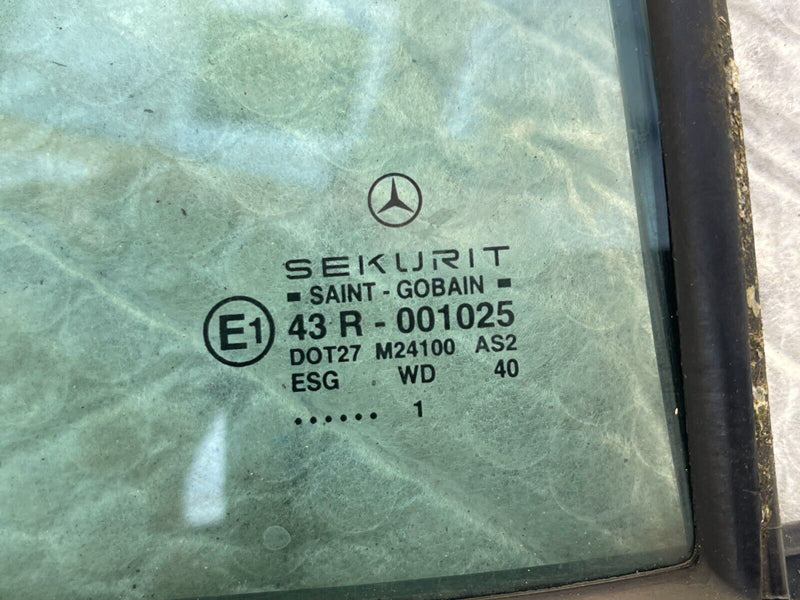 SEKURIT
SAINT - GOBAIN
E1 43 R - 001025
DOT27 M24100 AS2
ESG WD 40
...... 1